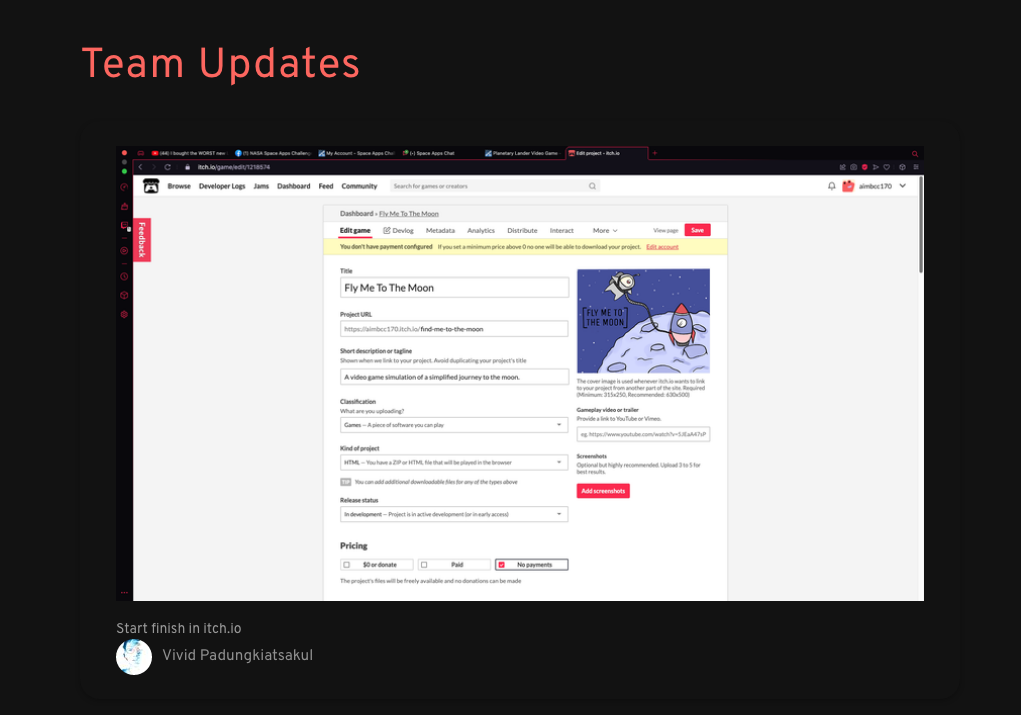 Team Updates
(44) I bought the WORST new
(1) NASA Space Apps Challeng
My Account - Space Apps Cha
(•) Space Apps Chat
Planetary Lander Video Game
Edit project - itch.io
itch.io/game/edit/1218574
Browse Developer Logs Jams Dashboard Feed Community Search for games or creators aimbcc170
Feedback
Dashboard » Fly Me To The Moon
Edit game Devlog Metadata Analytics Distribute Interact More View page Save
You don't have payment configured If you set a minimum price above 0 no one will be able to download your project. Edit account
Title
Fly Me To The Moon
Project URL
https://aimbcc170.itch.io/find-me-to-the-moon
Short description or tagline
Shown when we link to your project. Avoid duplicating your project's title
A video game simulation of a simplified journey to the moon.
Classification
What are you uploading?
Games — A piece of software you can play
Kind of project
HTML — You have a ZIP or HTML file that will be played in the browser
TIP You can add additional downloadable files for any of the types above
Release status
In development — Project is in active development (or in early access)
Pricing
$0 or donate Paid No payments
The project's files will be freely available and no donations can be made
FLY ME TO
THE MOON
The cover image is used whenever itch.io wants to link
to your project from another part of the site. Required
(Minimum: 315x250, Recommended: 630x500)
Gameplay video or trailer
Provide a link to YouTube or Vimeo.
eg. https://www.youtube.com/watch?v=5JEaA47sP
Screenshots
Optional but highly recommended. Upload 3 to 5 for
best results.
Add screenshots
Start finish in itch.io
Vivid Padungkiatsakul